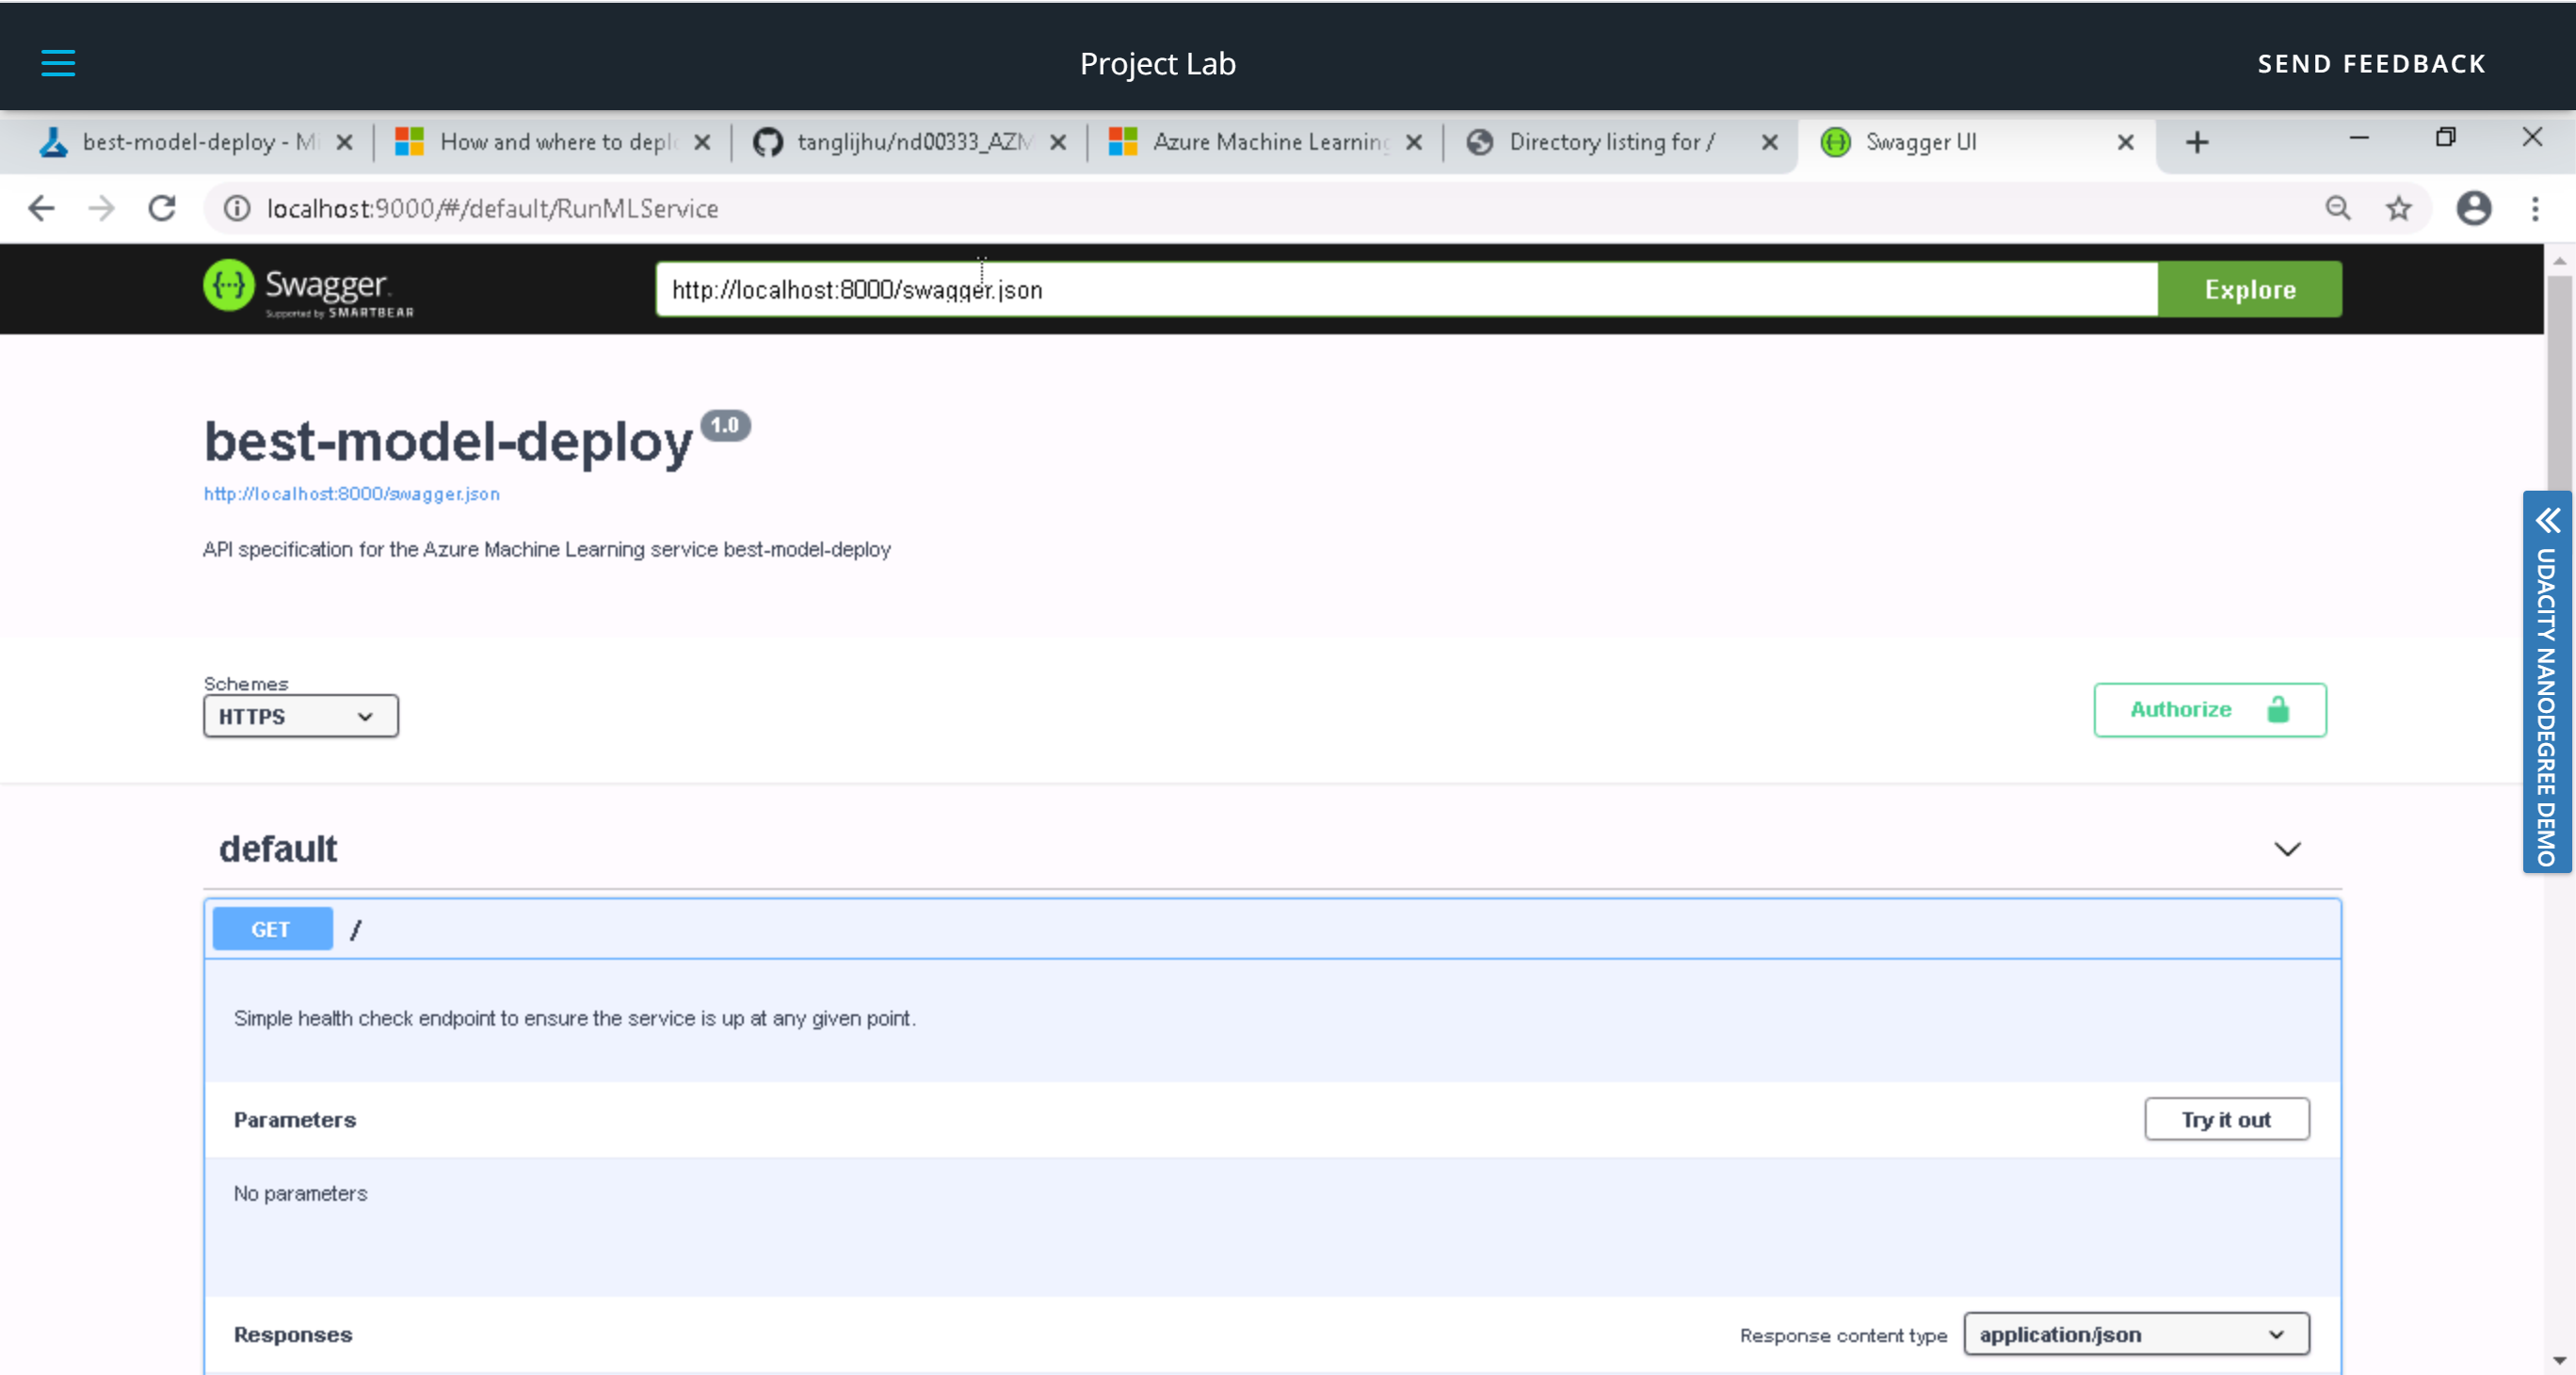 Project Lab
SEND FEEDBACK
best-model-deploy - Mi
How and where to deplo
tanglijhu/nd00333_AZM
Azure Machine Learning
Directory listing for /
Swagger UI
localhost:9000/#/default/RunMLService
Swagger.
Supported by SMARTBEAR
http://localhost:8000/swagger.json
Explore
best-model-deploy 1.0
http://localhost:8000/swagger.json
API specification for the Azure Machine Learning service best-model-deploy
Schemes
HTTPS
Authorize
UDACITY NANODEGREE DEMO
default
GET /
Simple health check endpoint to ensure the service is up at any given point.
Parameters
Try it out
No parameters
Responses
Response content type
application/json